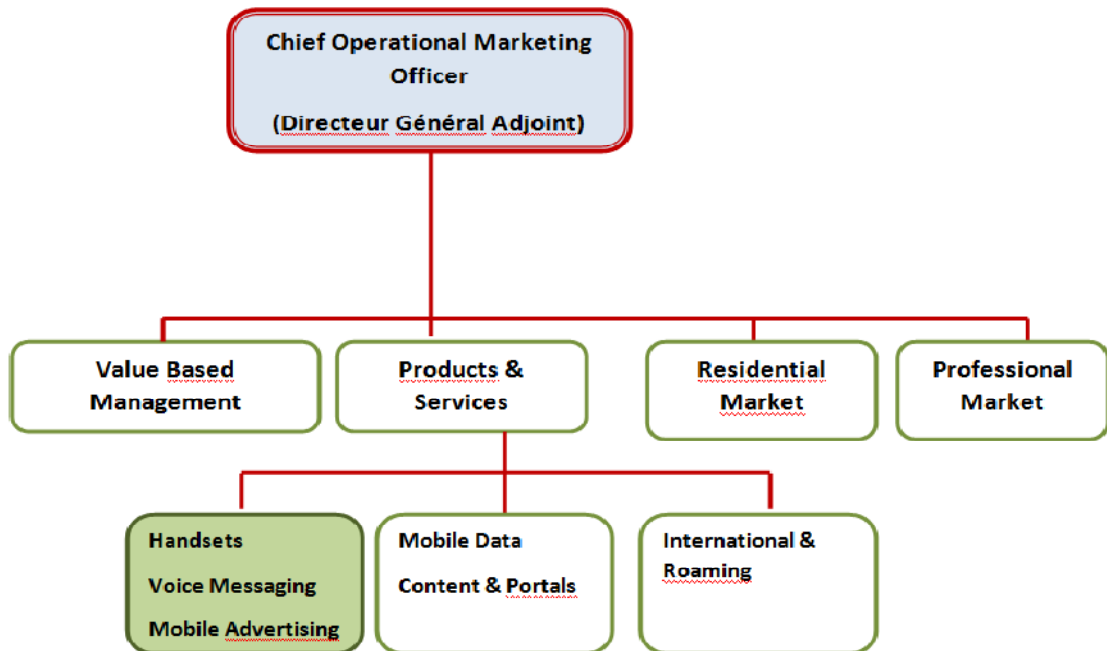 Chief Operational Marketing
Officer
(Directeur Général Adjoint)
Value Based
Management
Products &
Services
Residential
Market
Professional
Market
Handsets
Voice Messaging
Mobile Advertising
Mobile Data
Content & Portals
International &
Roaming